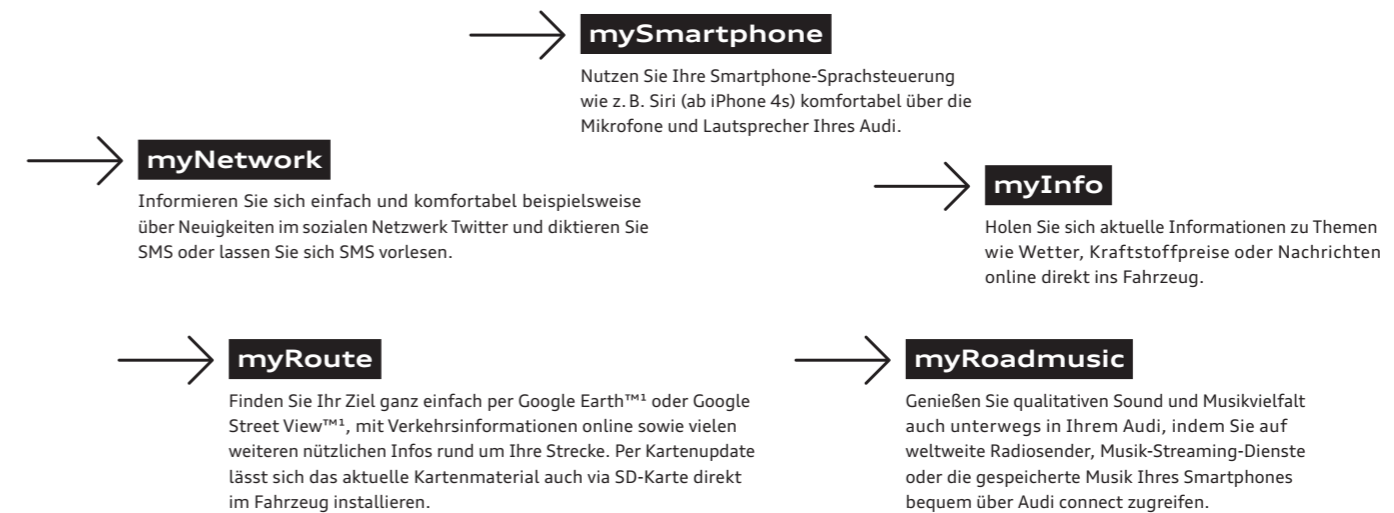 mySmartphone
Nutzen Sie Ihre Smartphone-Sprachsteuerung
wie z. B. Siri (ab iPhone 4s) komfortabel über die
Mikrofone und Lautsprecher Ihres Audi.
myNetwork
Informieren Sie sich einfach und komfortabel beispielsweise
über Neuigkeiten im sozialen Netzwerk Twitter und diktieren Sie
SMS oder lassen Sie sich SMS vorlesen.
myInfo
Holen Sie sich aktuelle Informationen zu Themen
wie Wetter, Kraftstoffpreise oder Nachrichten
online direkt ins Fahrzeug.
myRoute
Finden Sie Ihr Ziel ganz einfach per Google Earth™¹ oder Google
Street View™¹, mit Verkehrsinformationen online sowie vielen
weiteren nützlichen Infos rund um Ihre Strecke. Per Kartenupdate
lässt sich das aktuelle Kartenmaterial auch via SD-Karte direkt
im Fahrzeug installieren.
myRoadmusic
Genießen Sie qualitativen Sound und Musikvielfalt
auch unterwegs in Ihrem Audi, indem Sie auf
weltweite Radiosender, Musik-Streaming-Dienste
oder die gespeicherte Musik Ihres Smartphones
bequem über Audi connect zugreifen.